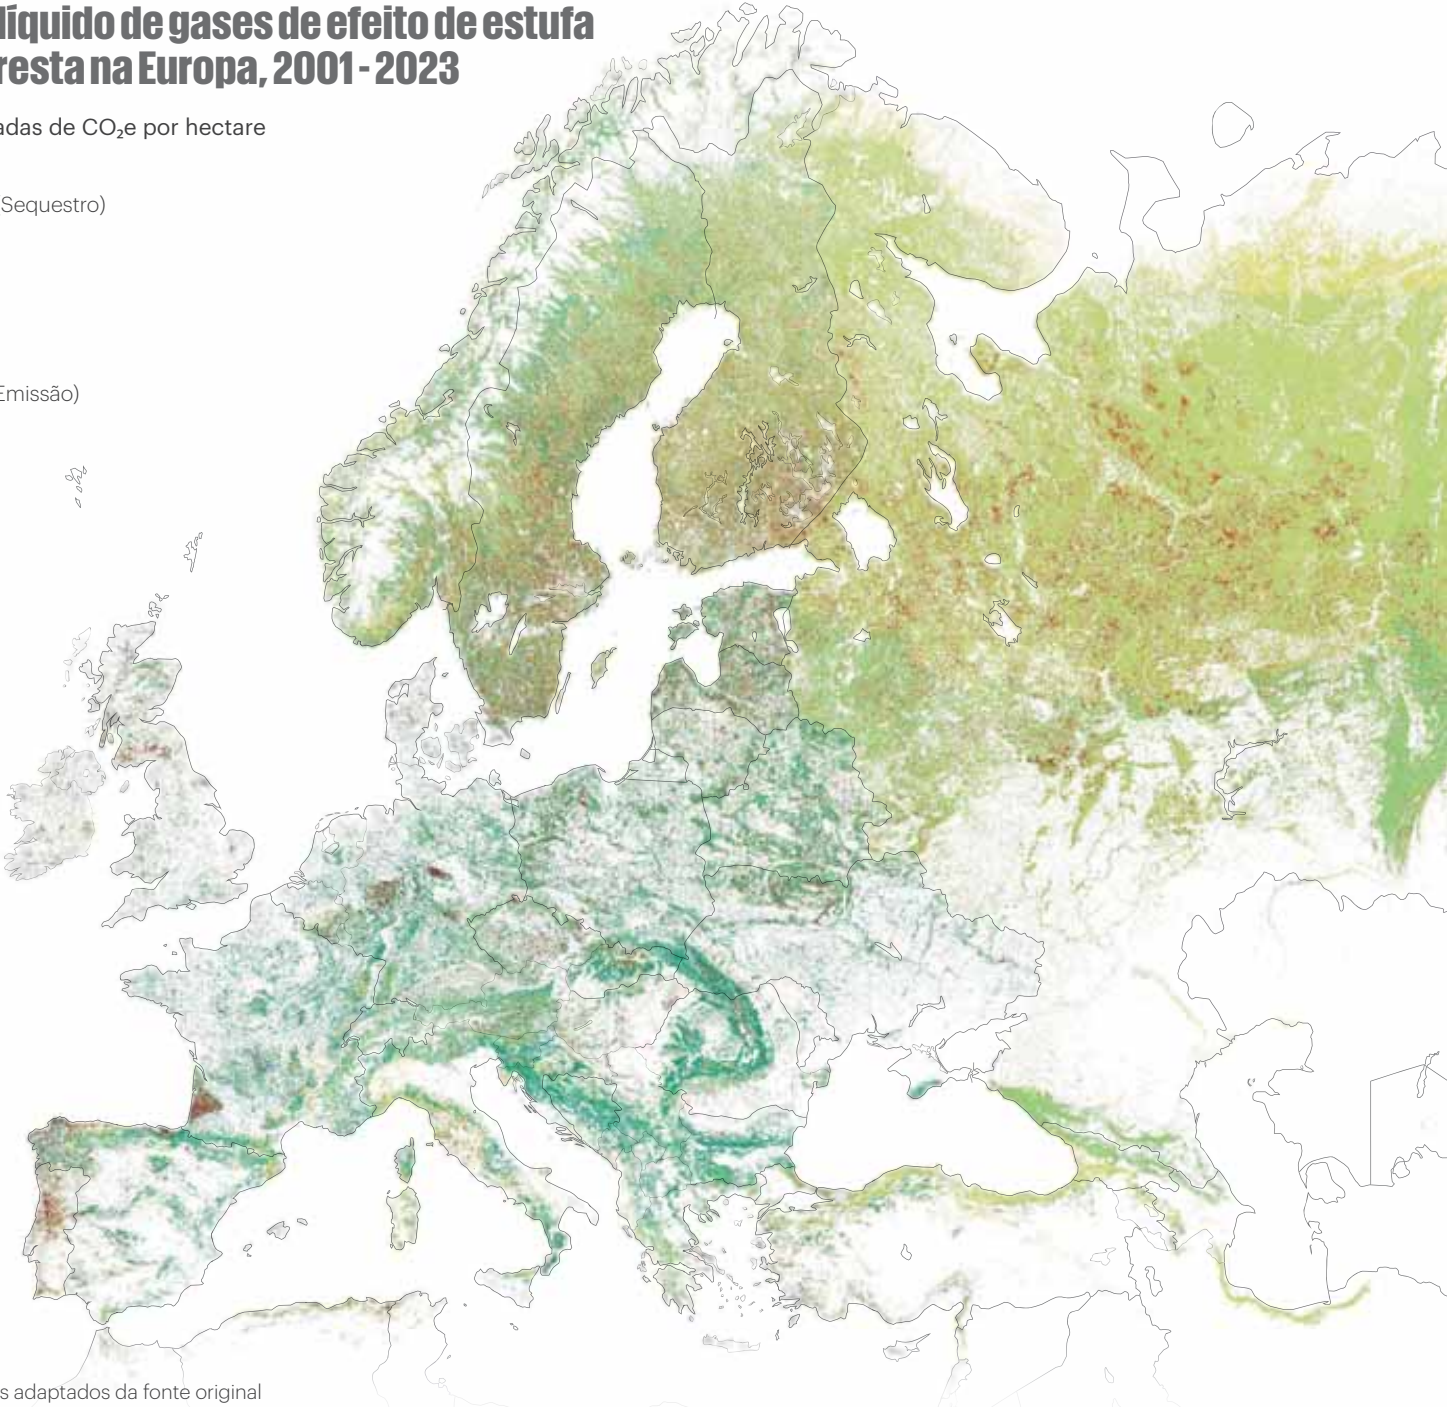 líquido de gases de efeito de estufa
resta na Europa, 2001 - 2023
adas de CO₂e por hectare
Sequestro)
Emissão)
s adaptados da fonte original